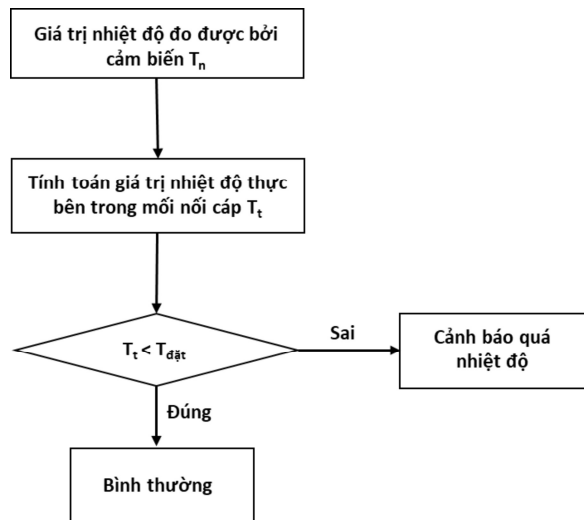 Giá trị nhiệt độ đo được bởi
cảm biến Tn
Tính toán giá trị nhiệt độ thực
bên trong mối nối cáp Tt
Tt < Tđặt
Sai
Cảnh báo quá
nhiệt độ
Đúng
Bình thường